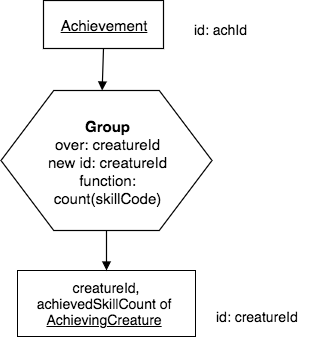 Achievement
id: achId
Group
over: creatureId
new id: creatureId
function:
count(skillCode)
creatureId,
achievedSkillCount of
AchievingCreature
id: creatureId